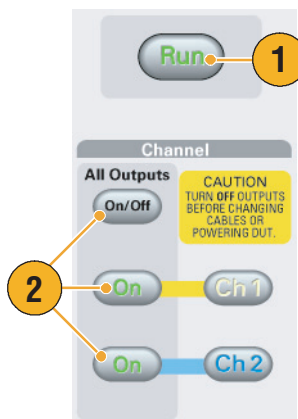 Run
1
Channel
All Outputs
On/Off
CAUTION
TURN OFF OUTPUTS
BEFORE CHANGING
CABLES OR
POWERING DUT.
2
On
Ch 1
On
Ch 2